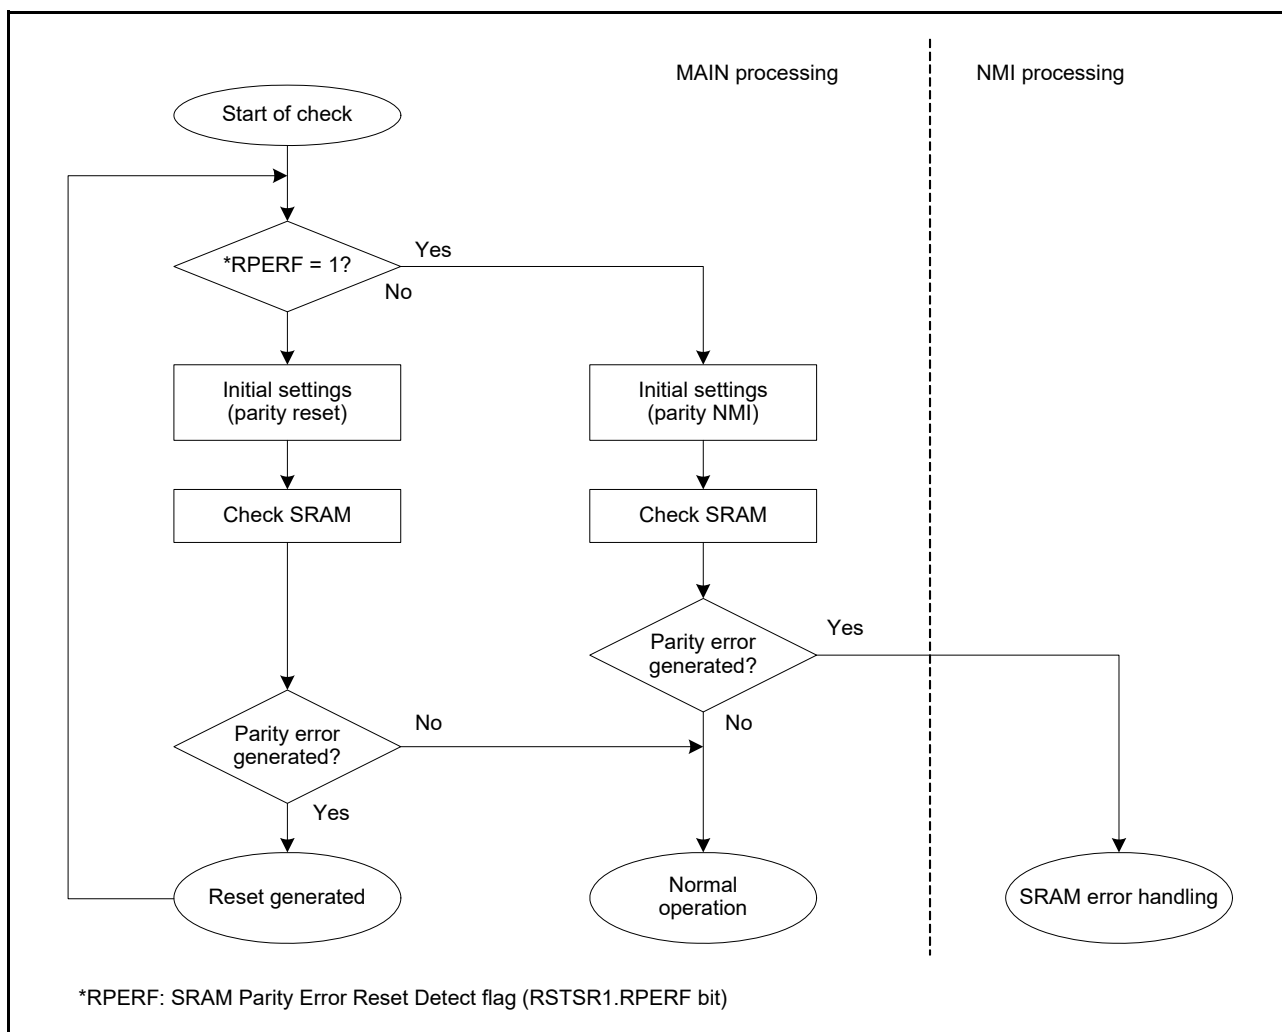 MAIN processing
NMI processing
Start of check
*RPERF = 1?
Yes
No
Initial settings
(parity reset)
Initial settings
(parity NMI)
Check SRAM
Check SRAM
Parity error
generated?
Yes
No
Parity error
generated?
No
Yes
Reset generated
Normal
operation
SRAM error handling
*RPERF: SRAM Parity Error Reset Detect flag (RSTSR1.RPERF bit)